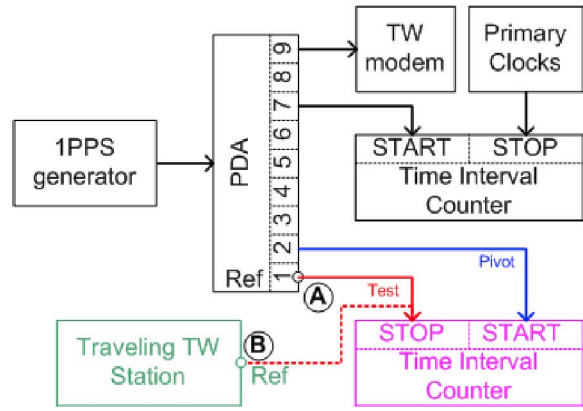 TW
modem
Primary
Clocks
1PPS
generator
PDA
9
8
7
6
5
4
3
2
1
Ref
START
STOP
Time Interval
Counter
Pivot
A
Test
B
Traveling TW
Station
Ref
STOP
START
Time Interval
Counter